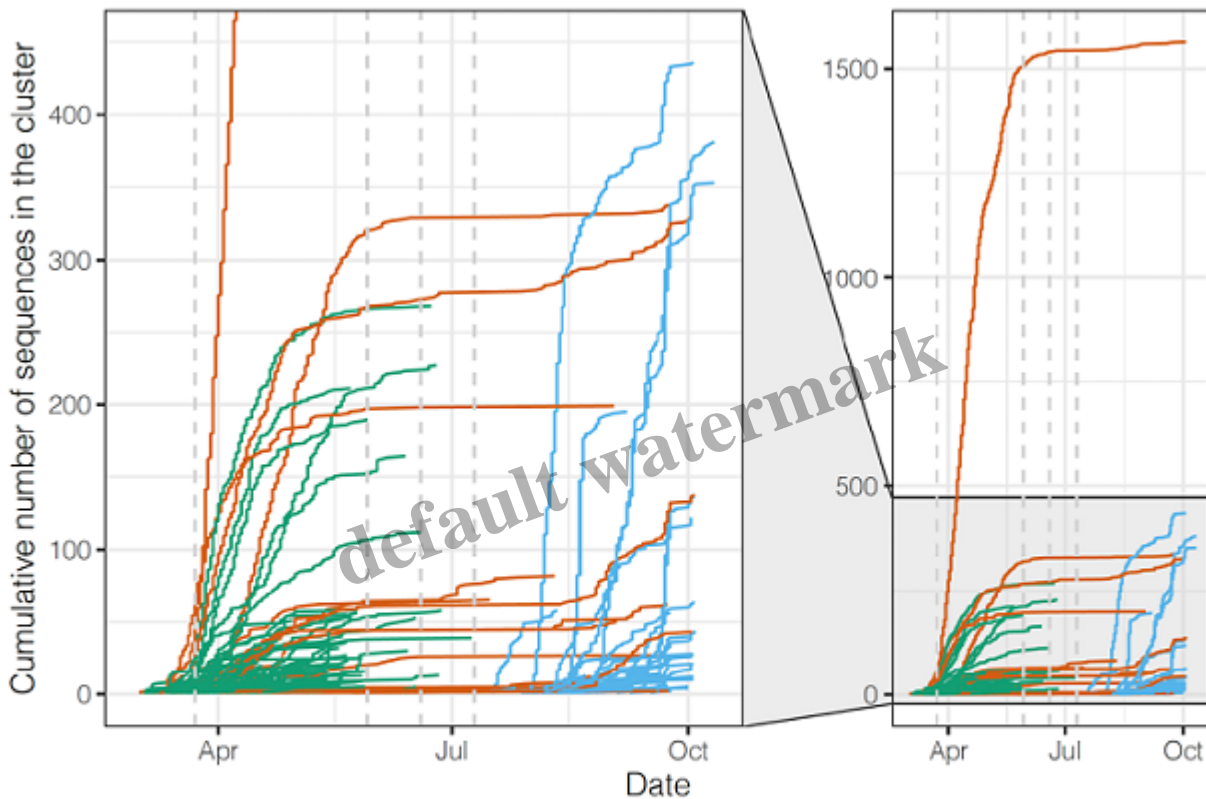 Cumulative number of sequences in the cluster
400
300
200
100
0
Apr
Jul
Oct
1500
1000
500
0
Apr
Jul
Oct
Date
default watermark